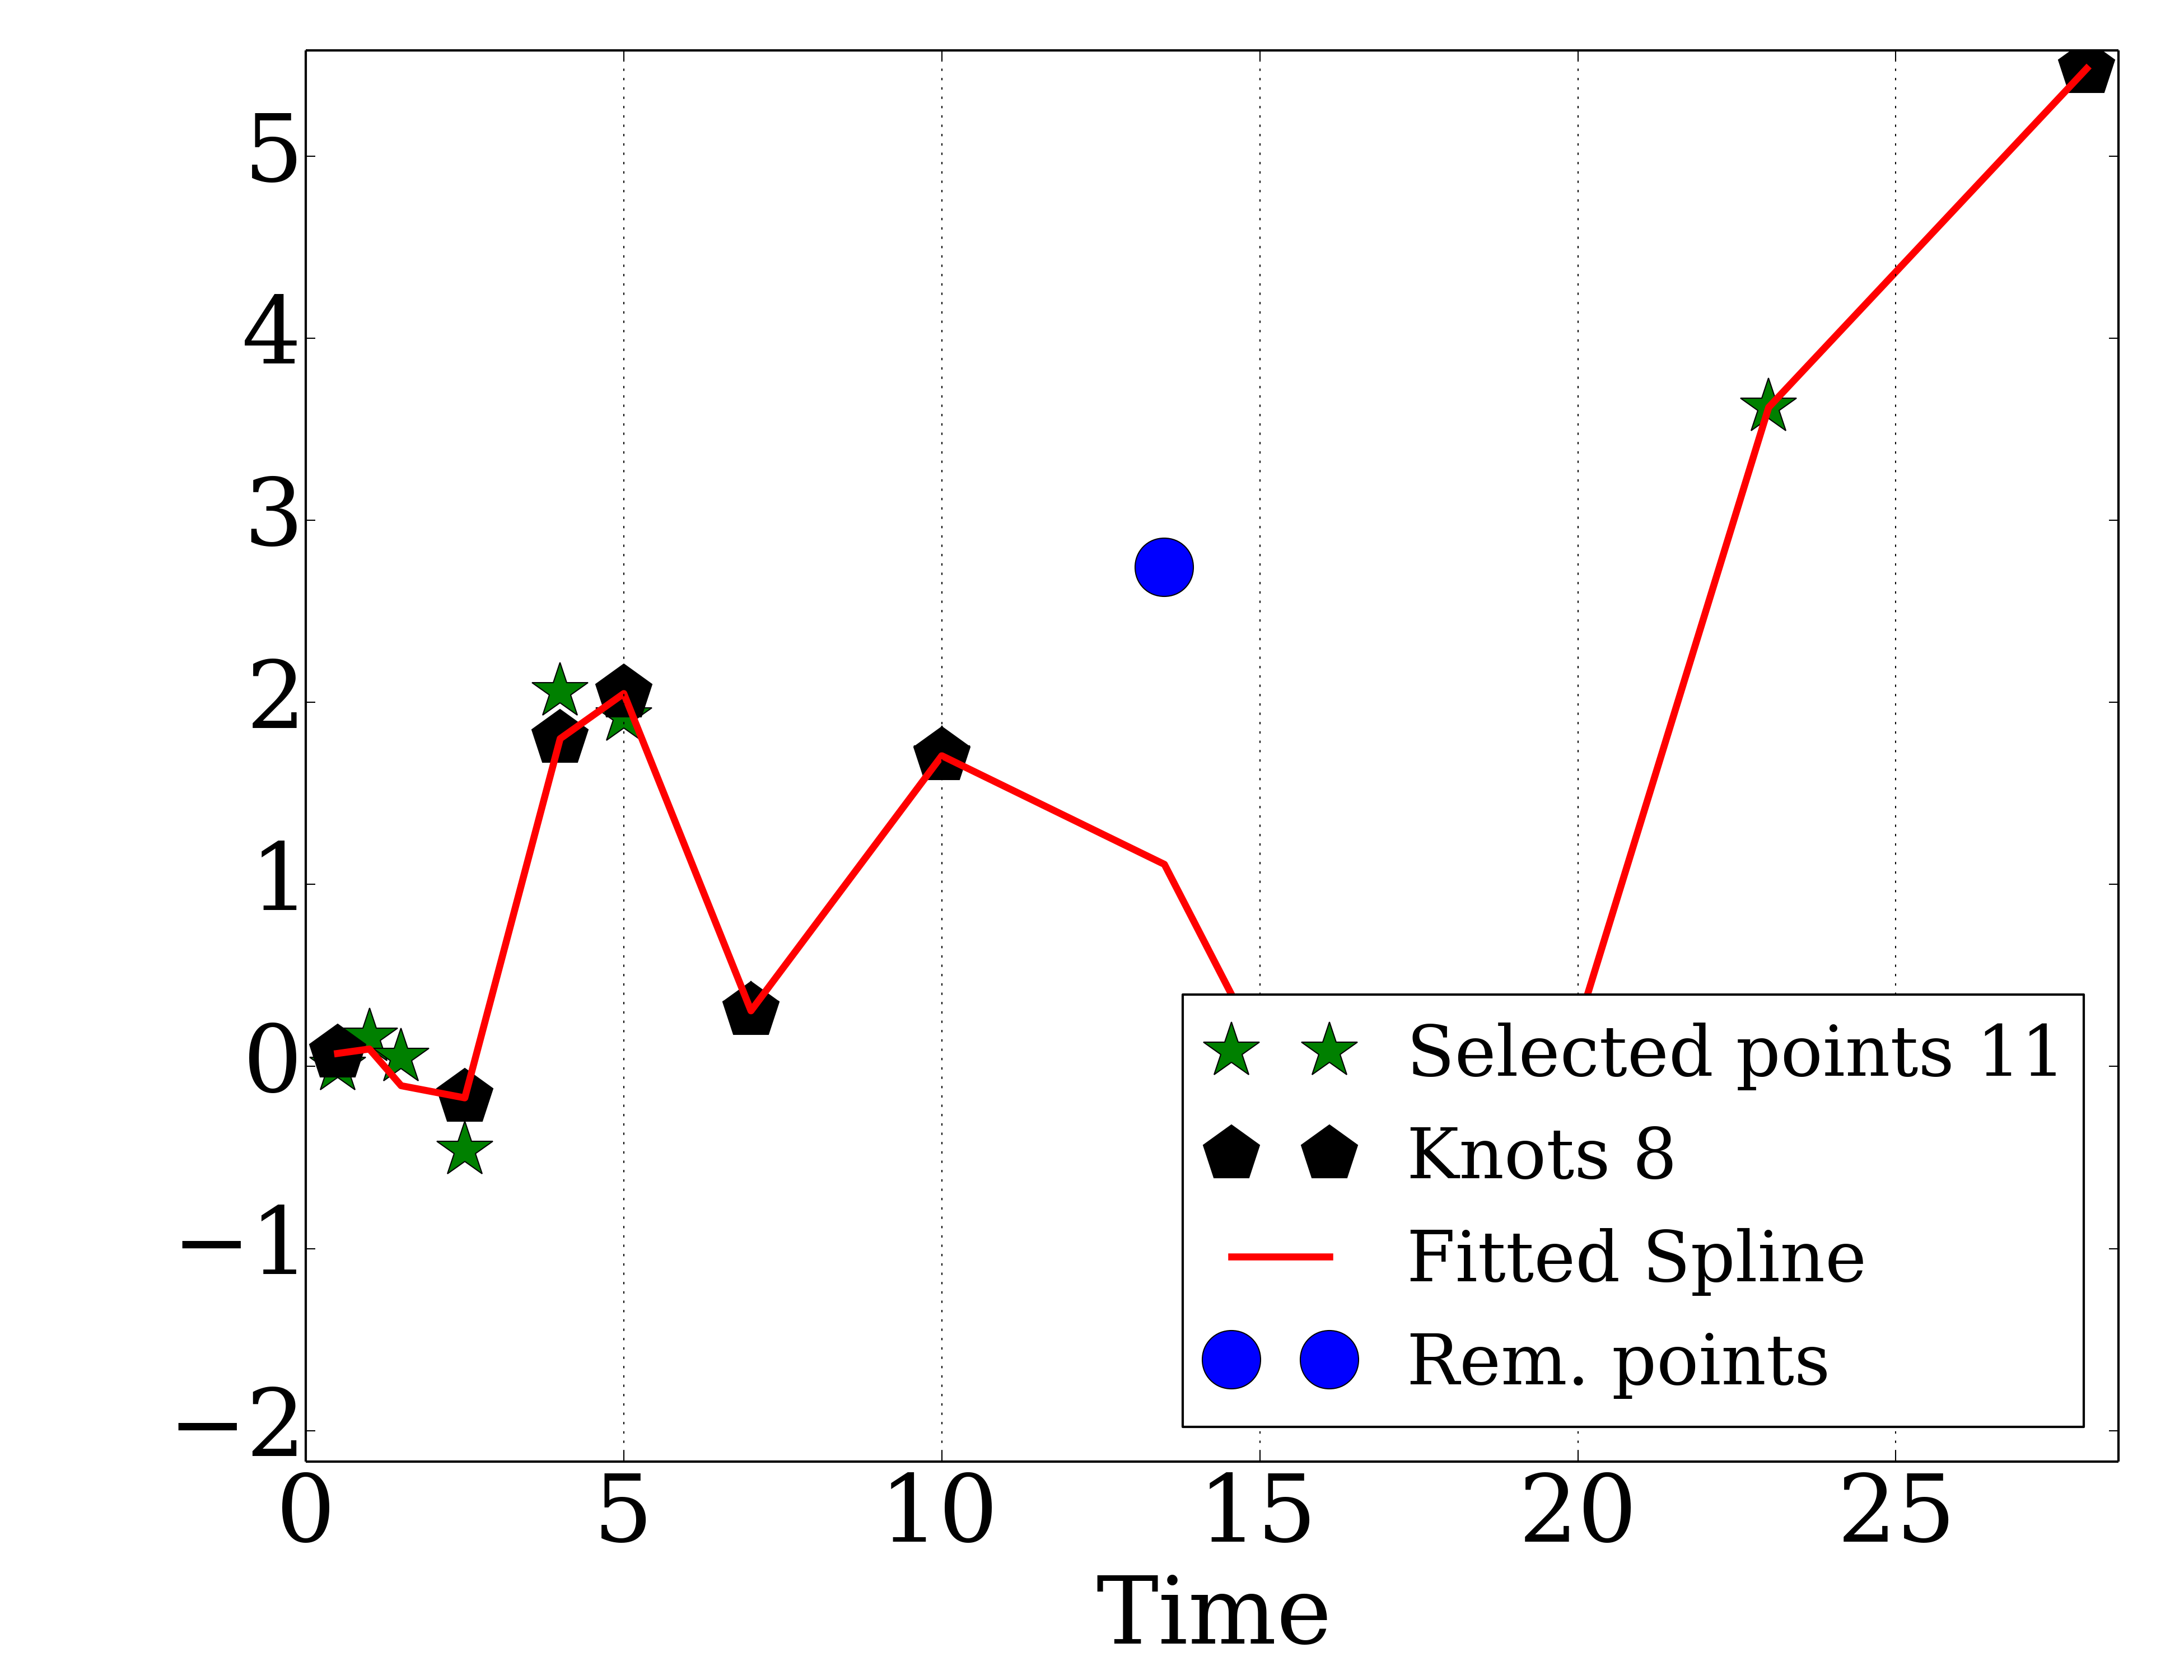 5
4
3
2
1
0
−1
−2
Selected points 11
Knots 8
Fitted Spline
Rem. points
0 5 10 15 20 25
Time